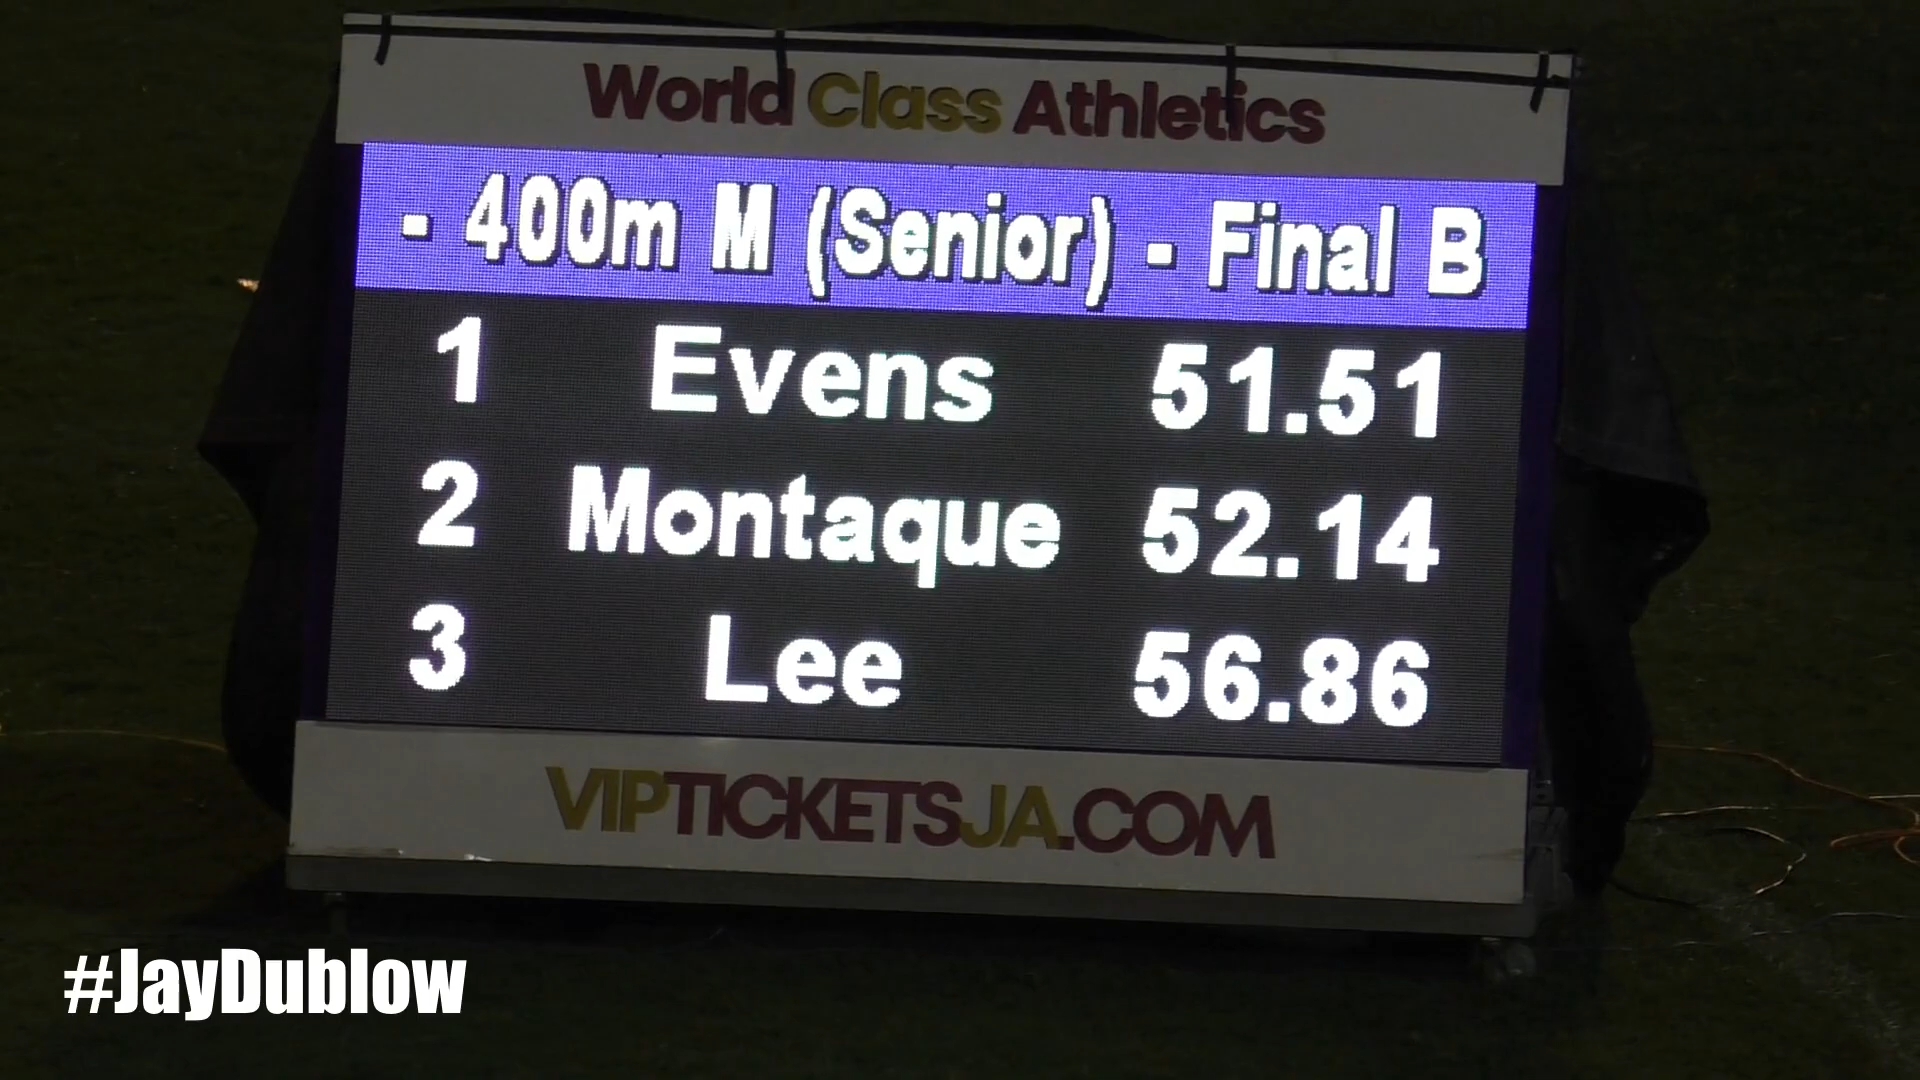 World Class Athletics
- 400m M (Senior) - Final B
1 Evens 51.51
2 Montaque 52.14
3 Lee 56.86
VIPTICKETSJA.COM
#JayDublow